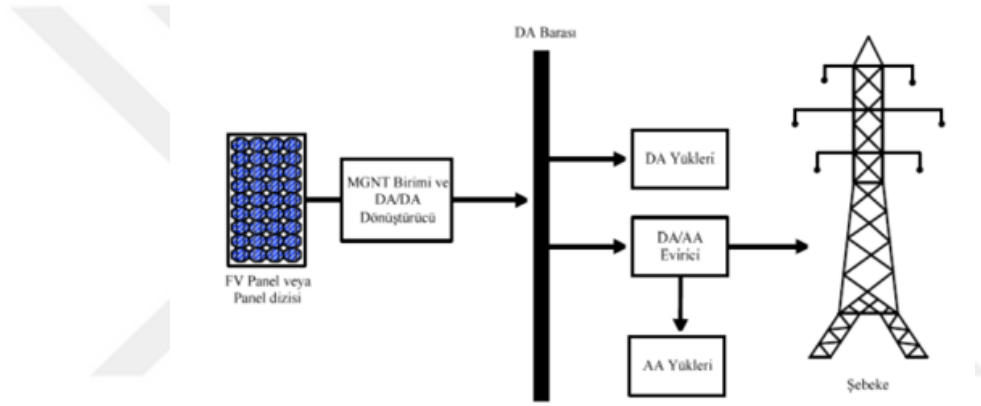 DA Barası
MGNT Birimi ve
DA/DA
Dönüştürücü
FV Panel veya
Panel dizisi
DA Yükleri
DA/AA
Evirici
AA Yükleri
Şebeke